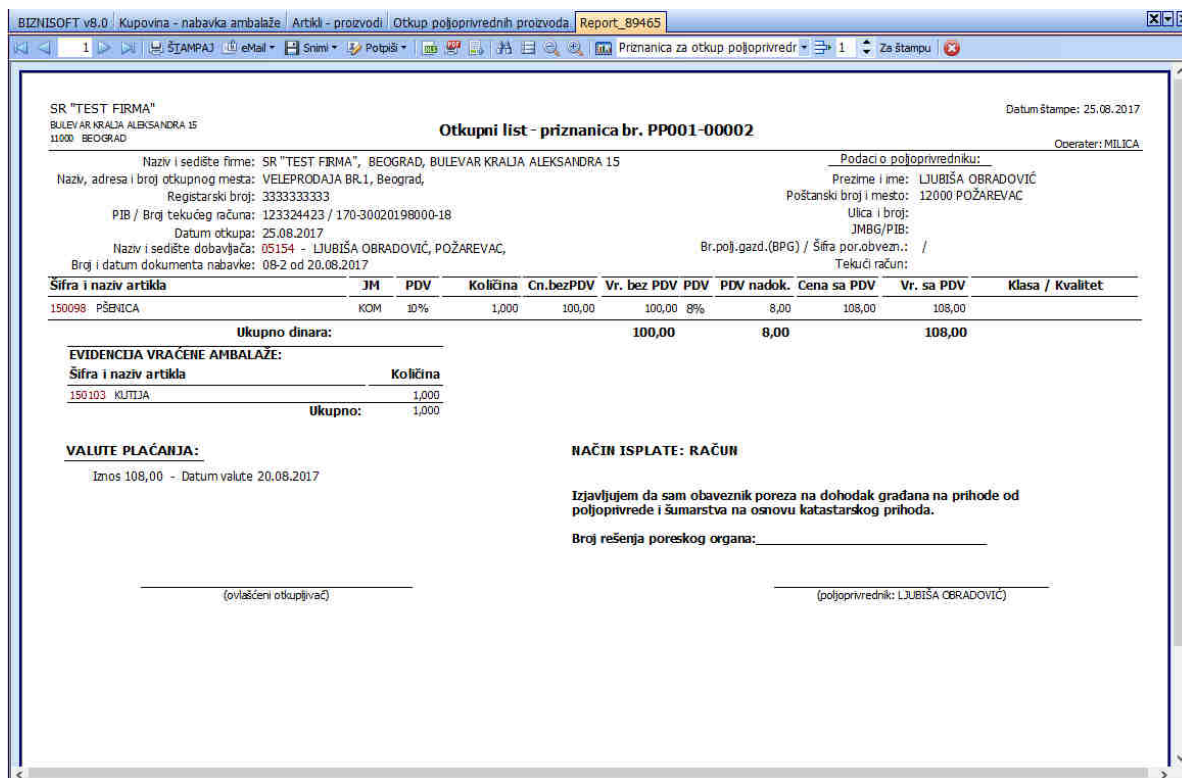 BIZNISOFT v8.0 Kupovina - nabavka ambalaže Artikli - proizvodi Otkup poljoprivrednih proizvoda Report_89465
1 ŠTAMPAJ eMail Snimi Potpiši Priznanica za otkup poljoprivredr 1 Za štampu
SR "TEST FIRMA" Datum štampe: 25.08.2017
BULEVAR KRALJA ALEKSANDRA 15
11000 BEOGRAD
Otkupni list - priznanica br. PP001-00002
Operater: MILICA
Naziv i sedište firme: SR "TEST FIRMA", BEOGRAD, BULEVAR KRALJA ALEKSANDRA 15 Podaci o poljoprivredniku:
Naziv, adresa i broj otkupnog mesta: VELEPRODAJA BR.1, Beograd, Prezime i ime: LJUBIŠA OBRADOVIĆ
Registarski broj: 3333333333 Poštanski broj i mesto: 12000 POŽAREVAC
PIB / Broj tekućeg računa: 123324423 / 170-30020198000-18 Ulica i broj:
Datum otkupa: 25.08.2017 JMBG/PIB:
Naziv i sedište dobavljača: 05154 - LJUBIŠA OBRADOVIĆ, POŽAREVAC, Br.polj.gazd.(BPG) / Šifra por.obvezn.: /
Broj i datum dokumenta nabavke: 08-2 od 20.08.2017 Tekući račun:
Šifra i naziv artikla JM PDV Količina Cn.bezPDV Vr. bez PDV PDV PDV nadok. Cena sa PDV Vr. sa PDV Klasa / Kvalitet
150098 PŠENICA KOM 10% 1,000 100,00 100,00 8% 8,00 108,00 108,00
Ukupno dinara: 100,00 8,00 108,00
EVIDENCIJA VRAĆENE AMBALAŽE:
Šifra i naziv artikla Količina
150103 KUTIJA 1,000
Ukupno: 1,000
VALUTE PLAĆANJA: NAČIN ISPLATE: RAČUN
Iznos 108,00 - Datum valute 20.08.2017
Izjavljujem da sam obaveznik poreza na dohodak građana na prihode od
poljoprivrede i šumarstva na osnovu katastarskog prihoda.
Broj rešenja poreskog organa:
(ovlašćeni otkupljivač) (poljoprivrednik: LJUBIŠA OBRADOVIĆ)